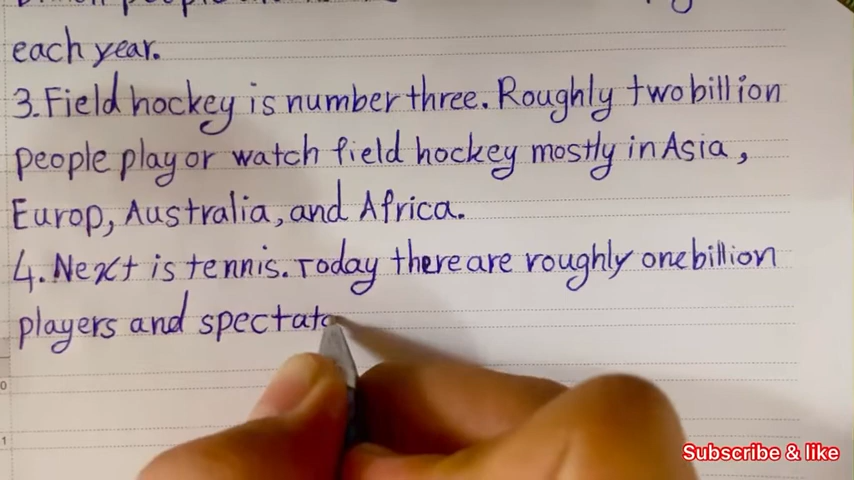 each year.
3. Field hockey is number three. Roughly two billion
people play or watch field hockey mostly in Asia,
Europ, Australia, and Africa.
4. Next is tennis. Today there are roughly one billion
players and spectato
0
1
Subscribe & like